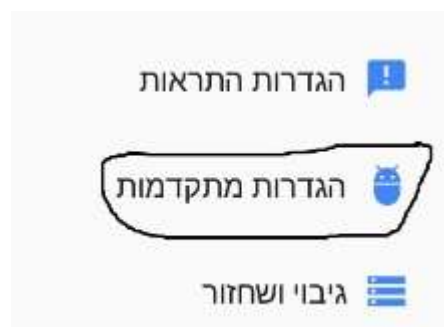 הגדרות התראות
הגדרות מתקדמות
גיבוי ושחזור